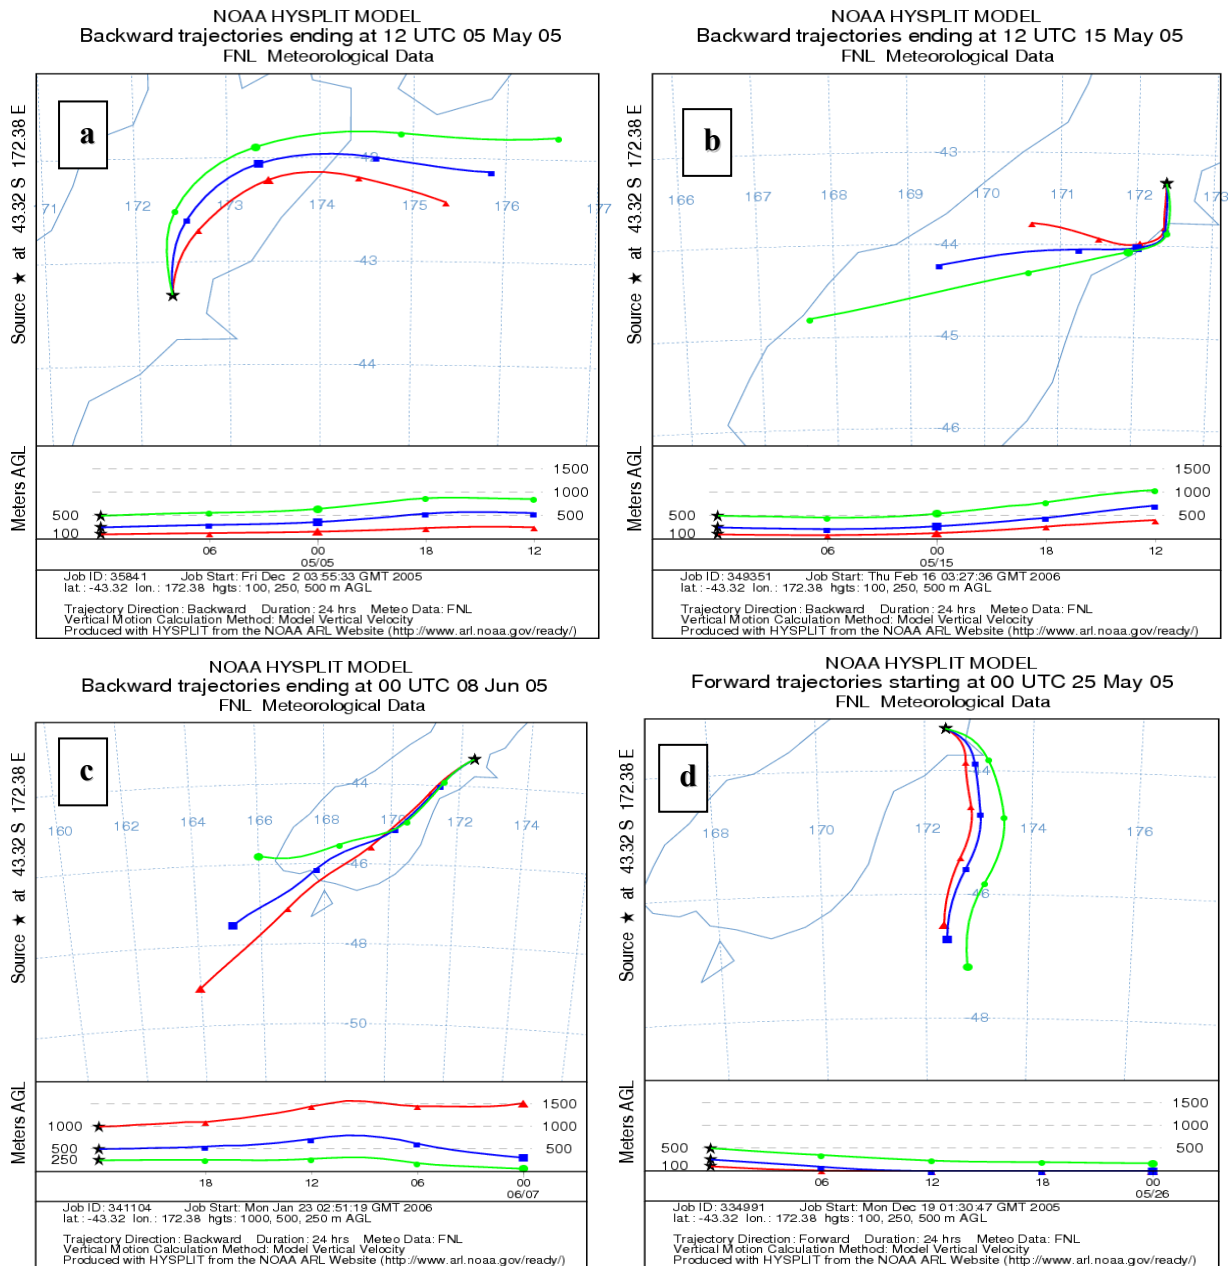 NOAA HYSPLIT MODEL
Backward trajectories ending at 12 UTC 05 May 05
FNL Meteorological Data
a
Source ★ at 43.32 S 172.38 E
171 172 173 174 175 176 177
-42
-43
-44
Meters AGL
1500
1000
500 500
100
06 00 18 12
05/05
Job ID: 35841 Job Start: Fri Dec 2 03:55:33 GMT 2005
lat.: -43.32 lon.: 172.38 hgts: 100, 250, 500 m AGL
Trajectory Direction: Backward Duration: 24 hrs Meteo Data: FNL
Vertical Motion Calculation Method: Model Vertical Velocity
Produced with HYSPLIT from the NOAA ARL Website (http://www.arl.noaa.gov/ready/)
NOAA HYSPLIT MODEL
Backward trajectories ending at 12 UTC 15 May 05
FNL Meteorological Data
b
Source ★ at 43.32 S 172.38 E
-43
166 167 168 169 170 171 172 173
-44
-45
-46
Meters AGL
1500
1000
500 500
100
06 00 18 12
05/15
Job ID: 349351 Job Start: Thu Feb 16 03:27:36 GMT 2006
lat.: -43.32 lon.: 172.38 hgts: 100, 250, 500 m AGL
Trajectory Direction: Backward Duration: 24 hrs Meteo Data: FNL
Vertical Motion Calculation Method: Model Vertical Velocity
Produced with HYSPLIT from the NOAA ARL Website (http://www.arl.noaa.gov/ready/)
NOAA HYSPLIT MODEL
Backward trajectories ending at 00 UTC 08 Jun 05
FNL Meteorological Data
c
Source ★ at 43.32 S 172.38 E
-44
160 162 164 166 168 170 172 174
-46
-48
-50
Meters AGL
1500
1000 1000
500 500
250
18 12 06 00
06/07
Job ID: 341104 Job Start: Mon Jan 23 02:51:19 GMT 2006
lat.: -43.32 lon.: 172.38 hgts: 1000, 500, 250 m AGL
Trajectory Direction: Backward Duration: 24 hrs Meteo Data: FNL
Vertical Motion Calculation Method: Model Vertical Velocity
Produced with HYSPLIT from the NOAA ARL Website (http://www.arl.noaa.gov/ready/)
NOAA HYSPLIT MODEL
Forward trajectories starting at 00 UTC 25 May 05
FNL Meteorological Data
d
Source ★ at 43.32 S 172.38 E
-44
168 170 172 174 176
-46
-48
Meters AGL
1500
1000
500 500
100
06 12 18 00
05/26
Job ID: 334991 Job Start: Mon Dec 19 01:30:47 GMT 2005
lat.: -43.32 lon.: 172.38 hgts: 100, 250, 500 m AGL
Trajectory Direction: Forward Duration: 24 hrs Meteo Data: FNL
Vertical Motion Calculation Method: Model Vertical Velocity
Produced with HYSPLIT from the NOAA ARL Website (http://www.arl.noaa.gov/ready/)